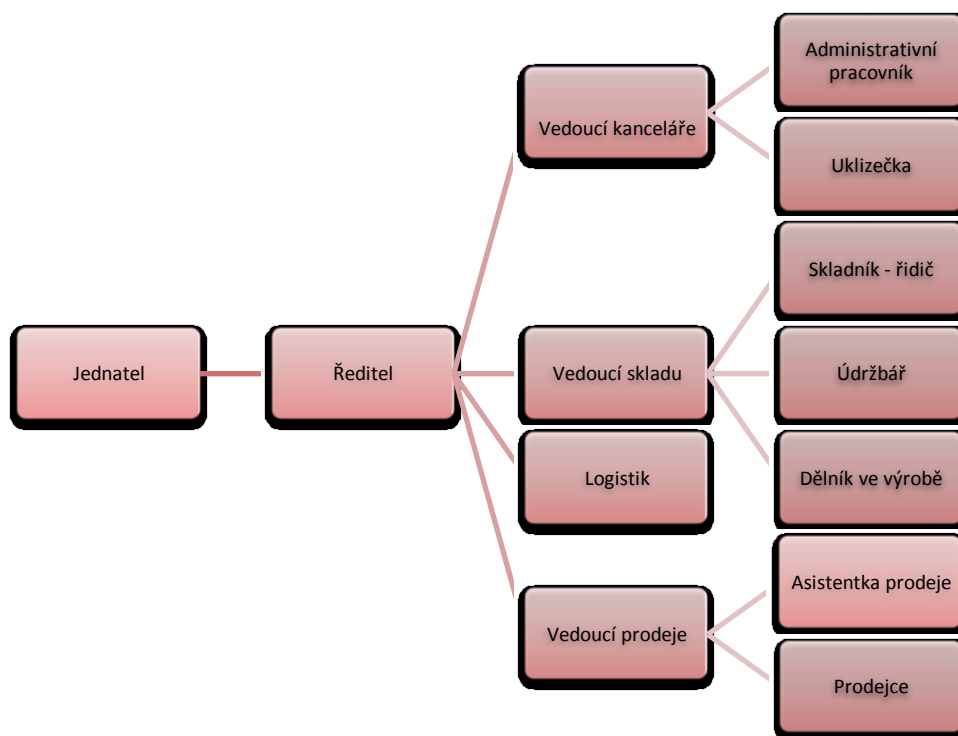 Jednatel
Ředitel
Vedoucí kanceláře
Administrativní
pracovník
Uklizečka
Vedoucí skladu
Skladník - řidič
Údržbář
Dělník ve výrobě
Logistik
Vedoucí prodeje
Asistentka prodeje
Prodejce